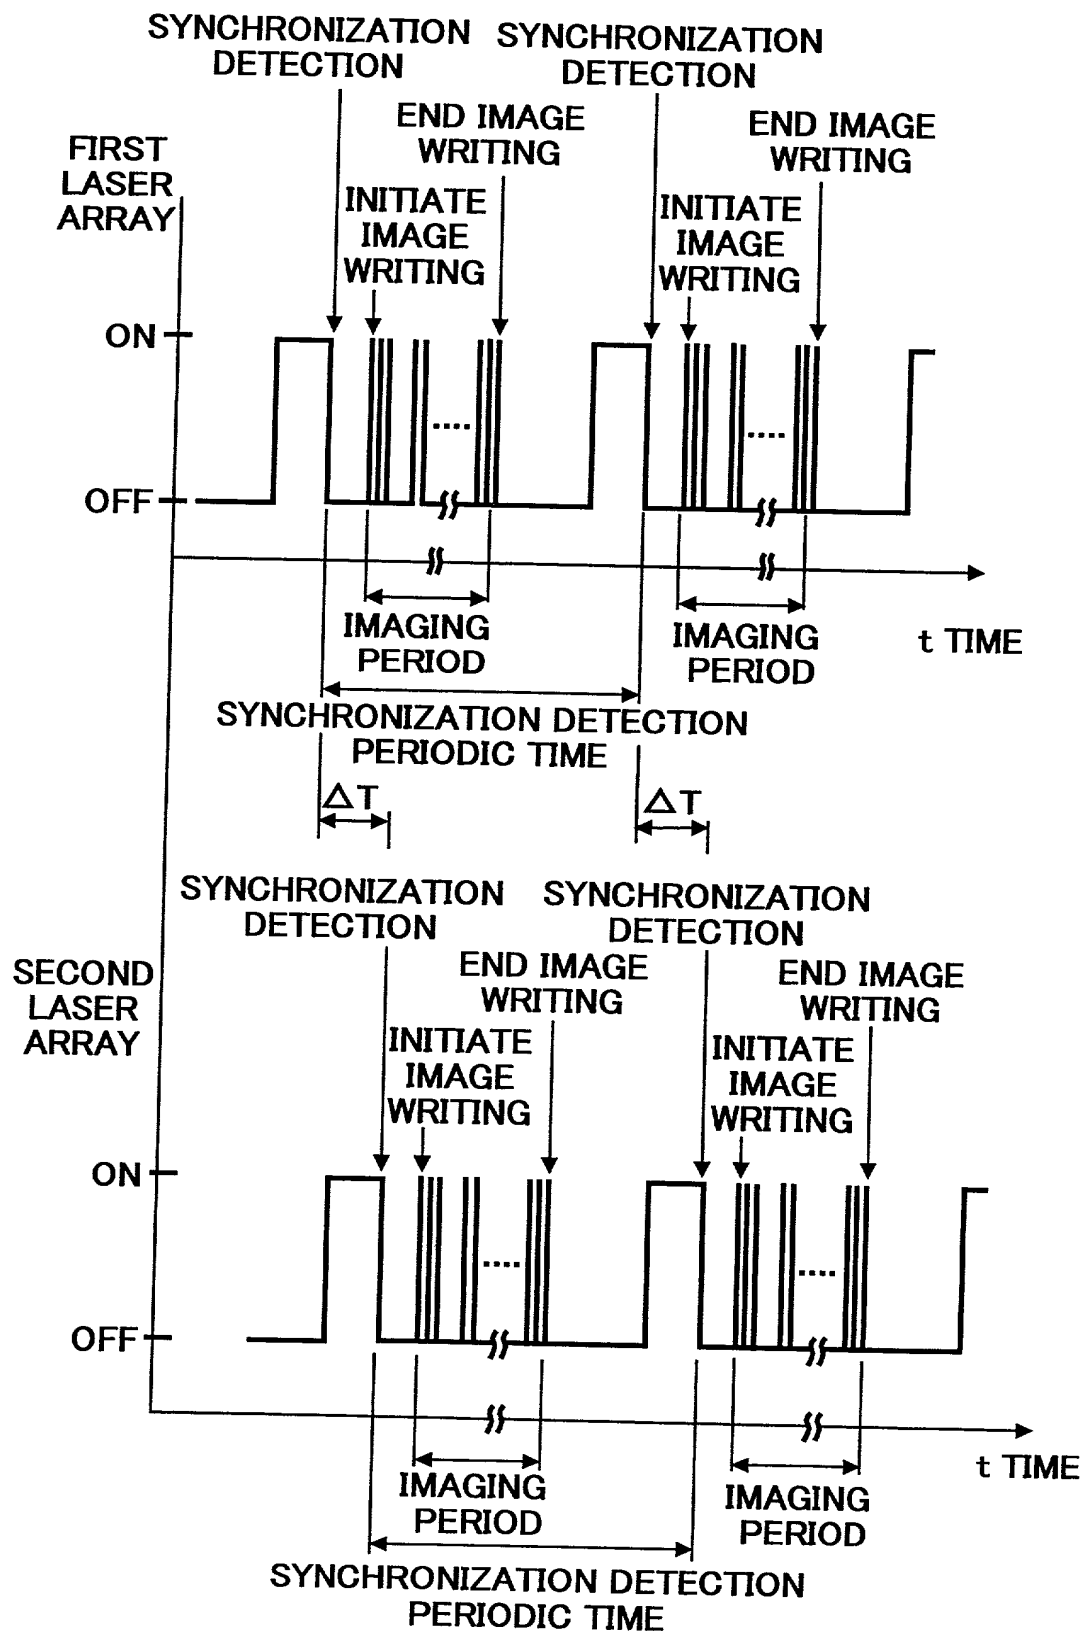 SYNCHRONIZATION
DETECTION
SYNCHRONIZATION
DETECTION
END IMAGE
WRITING
END IMAGE
WRITING
FIRST
LASER
ARRAY
INITIATE
IMAGE
WRITING
INITIATE
IMAGE
WRITING
ON
OFF
IMAGING
PERIOD
IMAGING
PERIOD
t TIME
SYNCHRONIZATION DETECTION
PERIODIC TIME
△T
△T
SYNCHRONIZATION
DETECTION
SYNCHRONIZATION
DETECTION
SECOND
LASER
ARRAY
END IMAGE
WRITING
END IMAGE
WRITING
INITIATE
IMAGE
WRITING
INITIATE
IMAGE
WRITING
ON
OFF
t TIME
IMAGING
PERIOD
IMAGING
PERIOD
SYNCHRONIZATION DETECTION
PERIODIC TIME